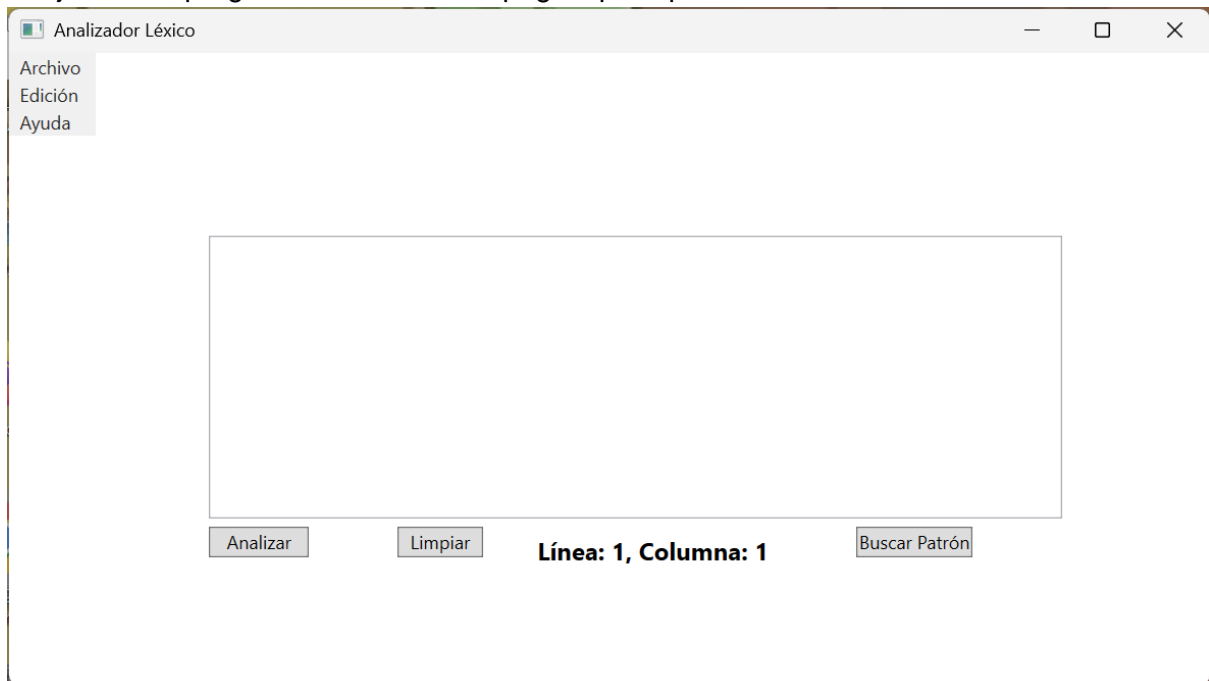 Analizador Léxico
Archivo
Edición
Ayuda
Analizar
Limpiar
Línea: 1, Columna: 1
Buscar Patrón